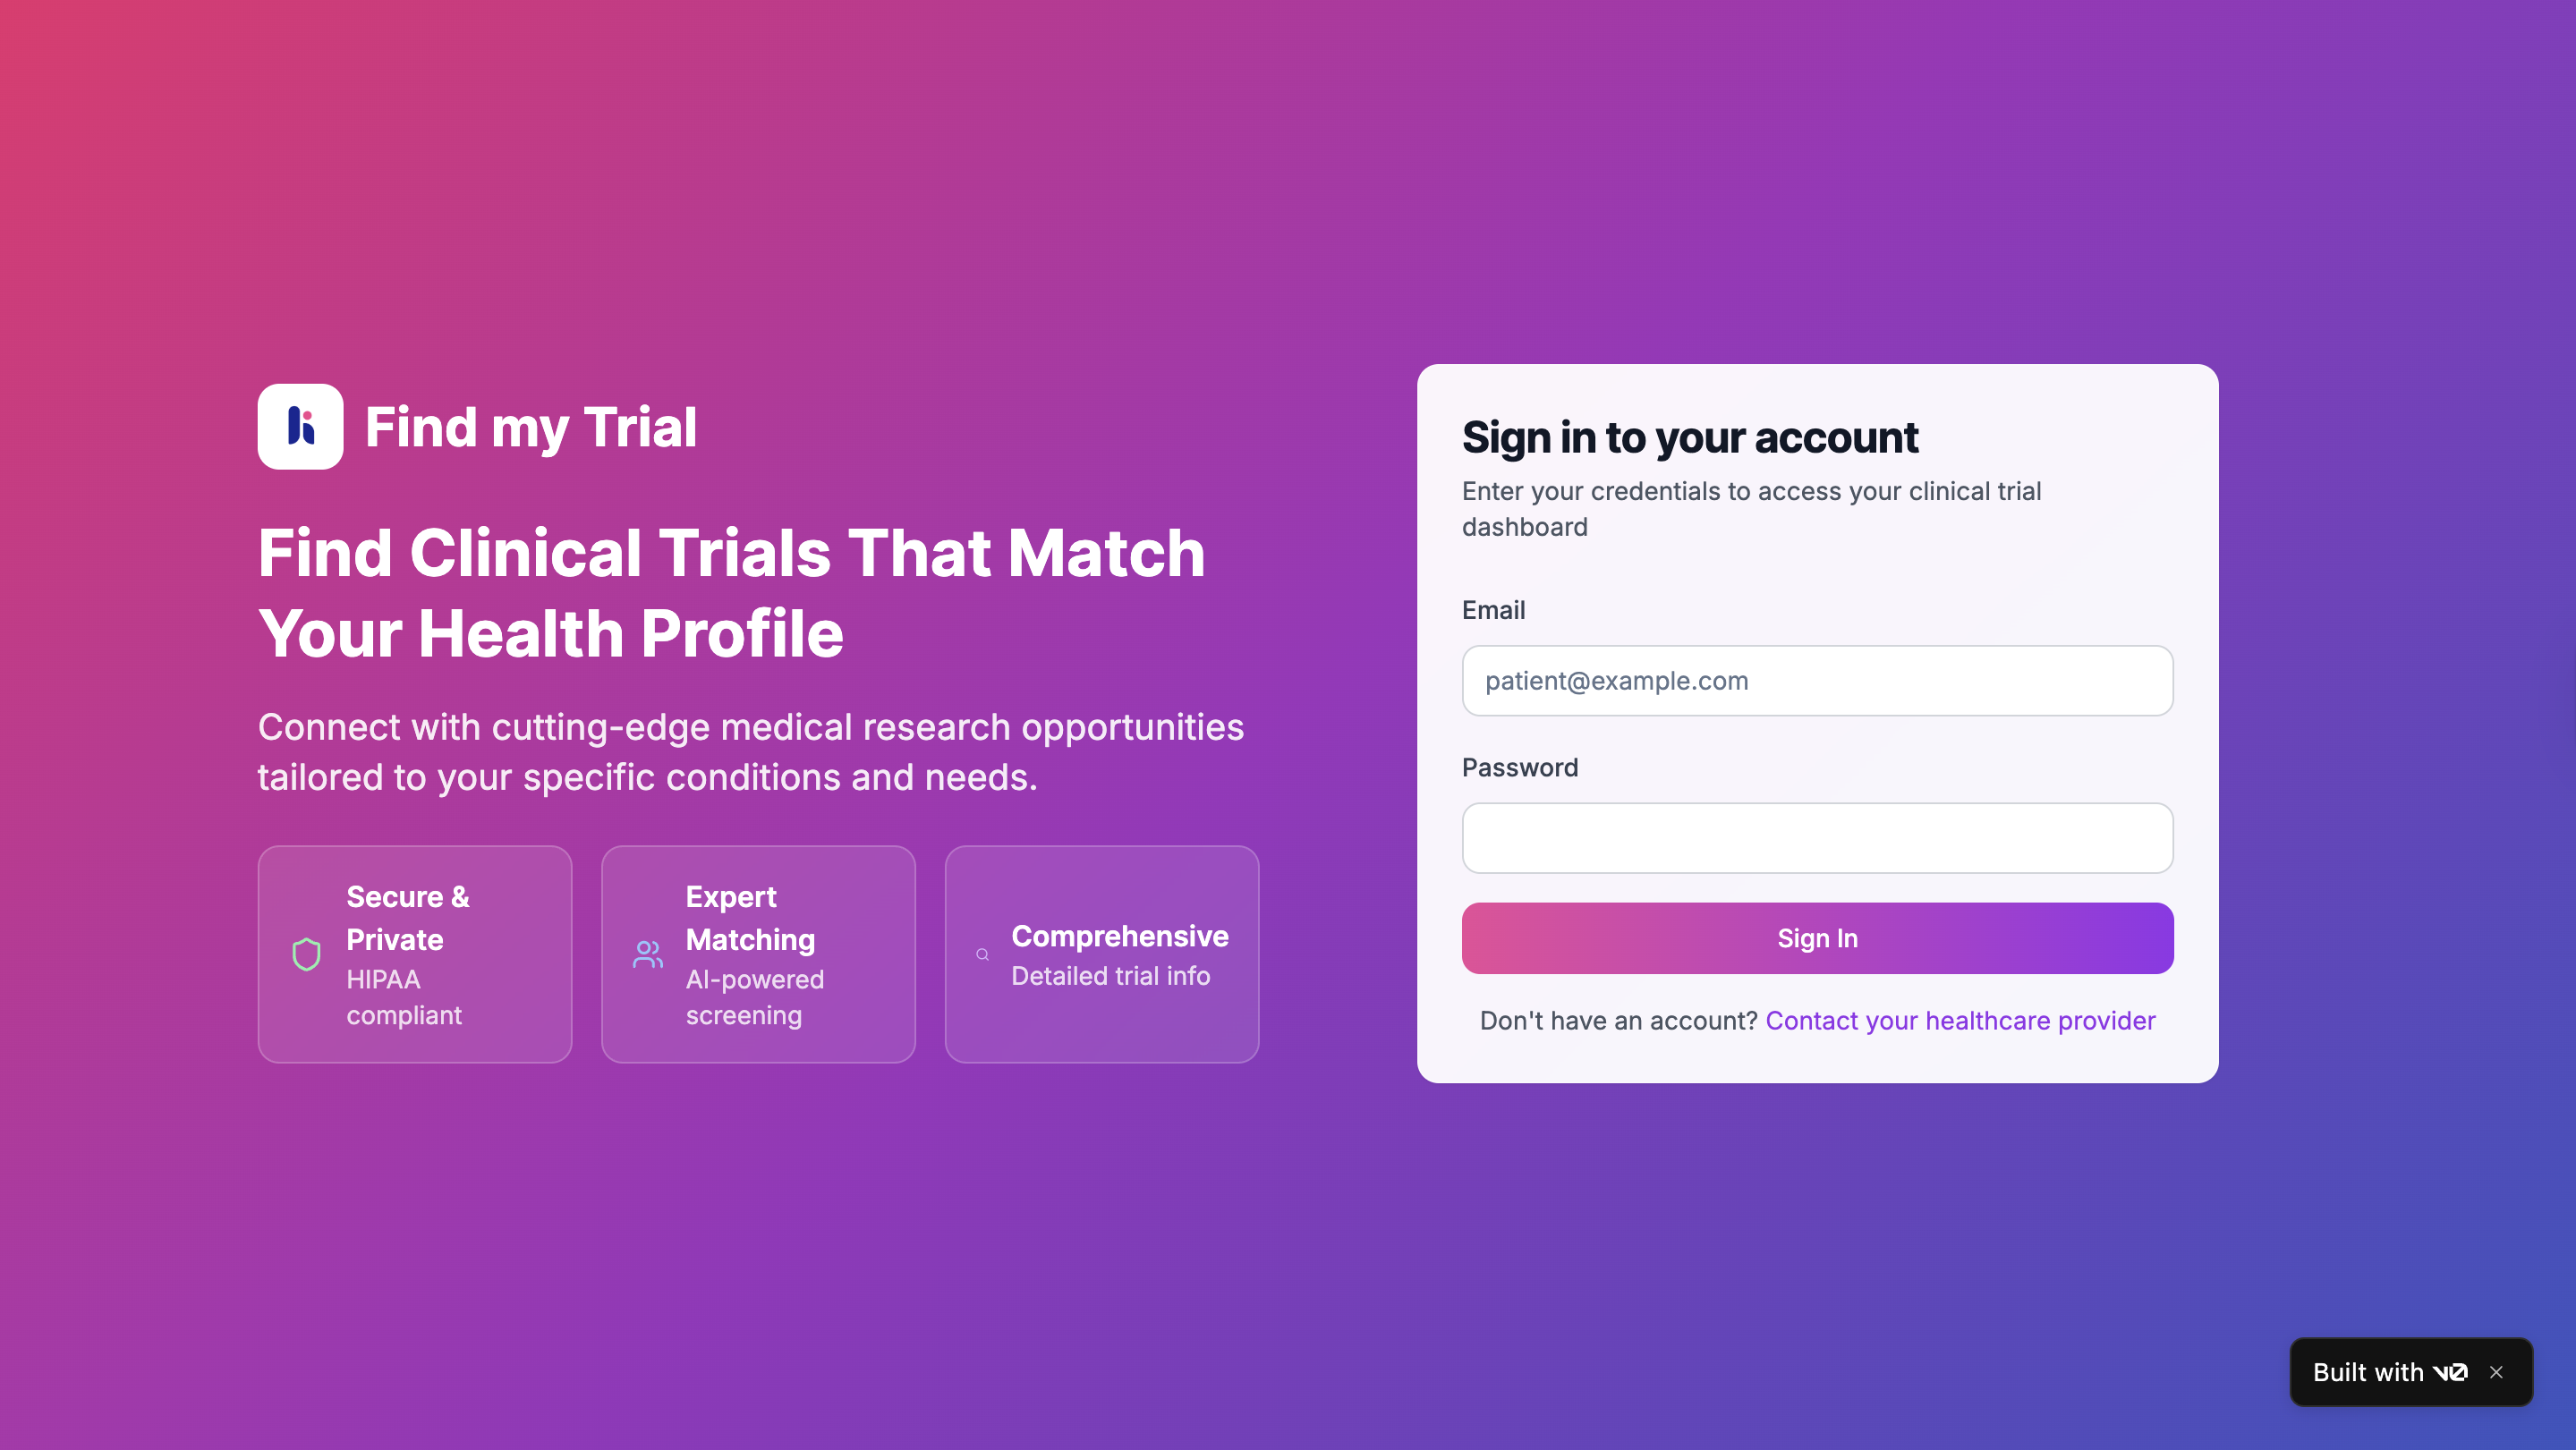 Find my Trial
Find Clinical Trials That Match
Your Health Profile
Connect with cutting-edge medical research opportunities
tailored to your specific conditions and needs.
Secure &
Private
HIPAA
compliant
Expert
Matching
AI-powered
screening
Comprehensive
Detailed trial info
Sign in to your account
Enter your credentials to access your clinical trial
dashboard
Email
patient@example.com
Password
Sign In
Don't have an account? Contact your healthcare provider
Built with v0